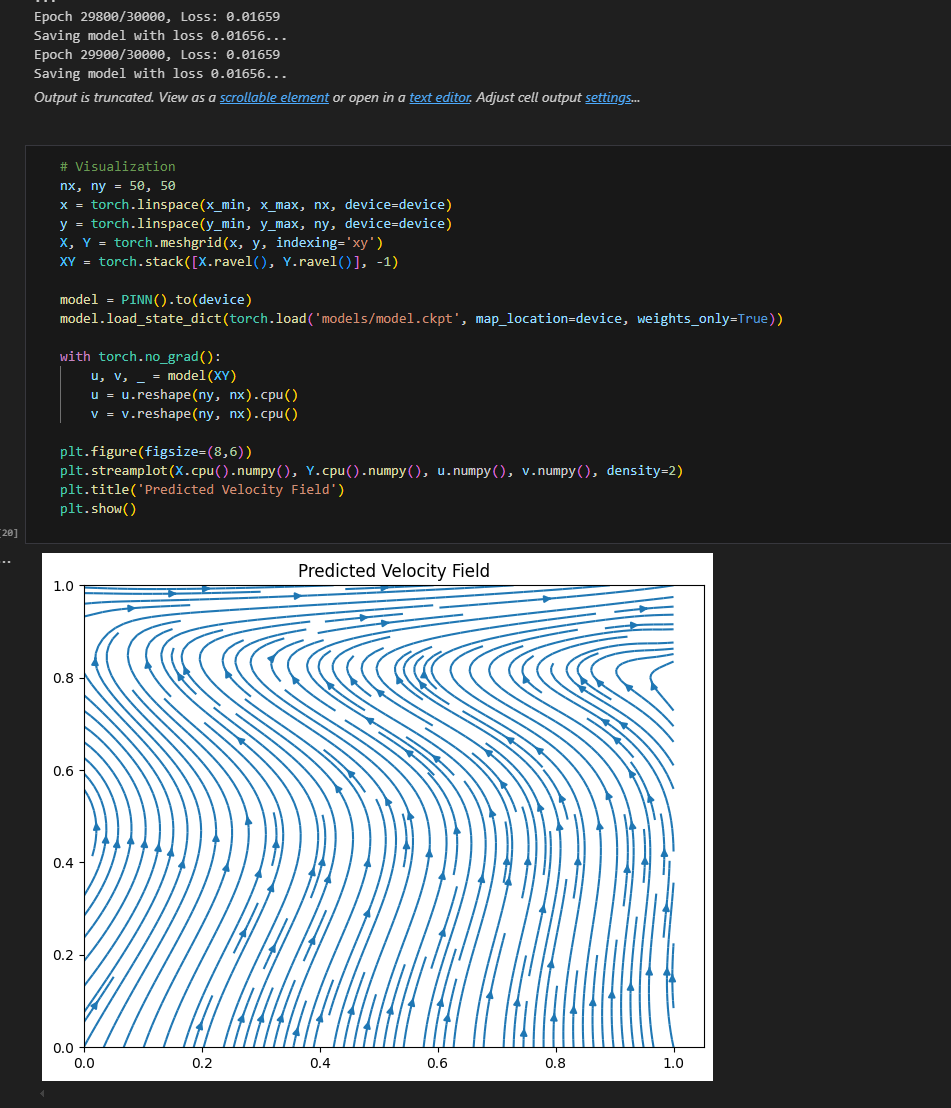 ...
Epoch 29800/30000, Loss: 0.01659
Saving model with loss 0.01656...
Epoch 29900/30000, Loss: 0.01659
Saving model with loss 0.01656...
Output is truncated. View as a scrollable element or open in a text editor. Adjust cell output settings...
# Visualization
nx, ny = 50, 50
x = torch.linspace(x_min, x_max, nx, device=device)
y = torch.linspace(y_min, y_max, ny, device=device)
X, Y = torch.meshgrid(x, y, indexing='xy')
XY = torch.stack([X.ravel(), Y.ravel()], -1)
model = PINN().to(device)
model.load_state_dict(torch.load('models/model.ckpt', map_location=device, weights_only=True))
with torch.no_grad():
    u, v, _ = model(XY)
    u = u.reshape(ny, nx).cpu()
    v = v.reshape(ny, nx).cpu()
plt.figure(figsize=(8,6))
plt.streamplot(X.cpu().numpy(), Y.cpu().numpy(), u.numpy(), v.numpy(), density=2)
plt.title('Predicted Velocity Field')
plt.show()
[20]
...
Predicted Velocity Field
1.0
0.8
0.6
0.4
0.2
0.0
0.0 0.2 0.4 0.6 0.8 1.0